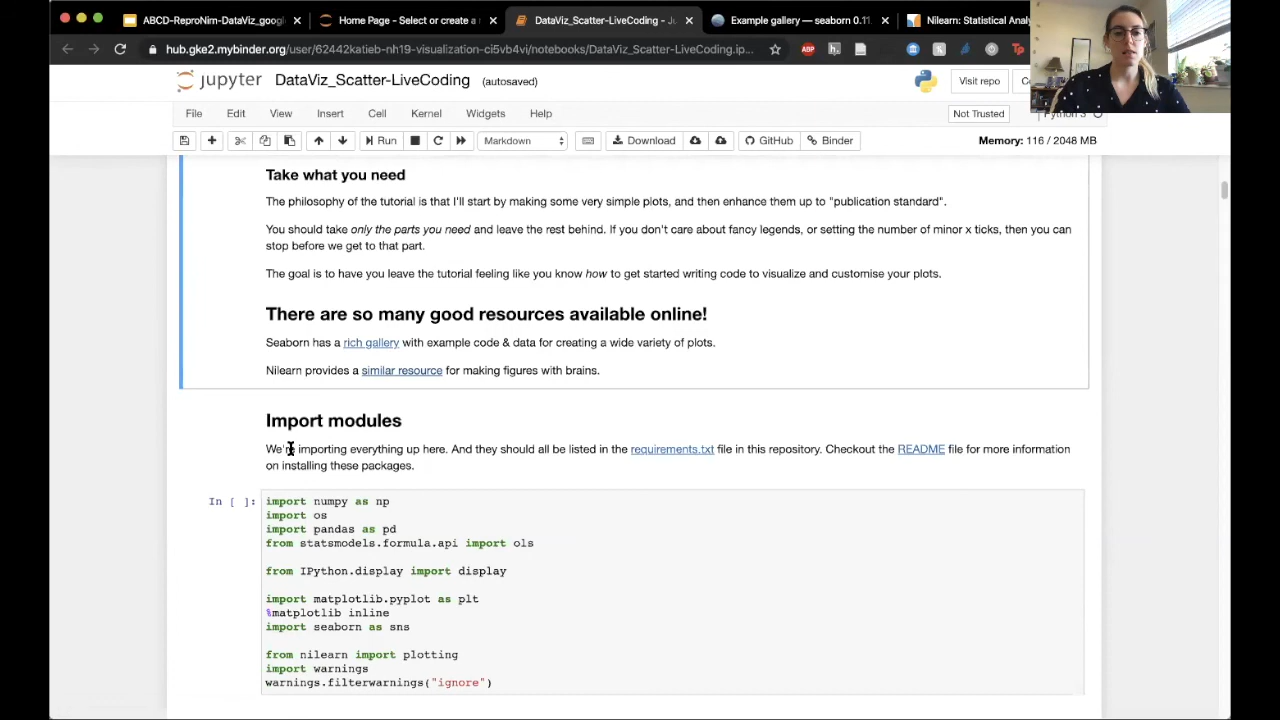 ABCD-ReproNim-DataViz_goog
Home Page - Select or create a
DataViz_Scatter-LiveCoding - Ju
Example gallery — seaborn 0.11.
Nilearn: Statistical Anal
hub.gke2.mybinder.org/user/62442katieb-nh19-visualization-ci5vb4vi/notebooks/DataViz_Scatter-LiveCoding.ip...
ABP
jupyter
DataViz_Scatter-LiveCoding
(autosaved)
Visit repo
File
Edit
View
Insert
Cell
Kernel
Widgets
Help
Not Trusted
Python 3
Run
Markdown
Download
GitHub
Binder
Memory: 116 / 2048 MB
Take what you need
The philosophy of the tutorial is that I'll start by making some very simple plots, and then enhance them up to "publication standard".
You should take only the parts you need and leave the rest behind. If you don't care about fancy legends, or setting the number of minor x ticks, then you can
stop before we get to that part.
The goal is to have you leave the tutorial feeling like you know how to get started writing code to visualize and customise your plots.
There are so many good resources available online!
Seaborn has a rich gallery with example code & data for creating a wide variety of plots.
Nilearn provides a similar resource for making figures with brains.
Import modules
We're importing everything up here. And they should all be listed in the requirements.txt file in this repository. Checkout the README file for more information
on installing these packages.
In [ ]:
import numpy as np
import os
import pandas as pd
from statsmodels.formula.api import ols
from IPython.display import display
import matplotlib.pyplot as plt
%matplotlib inline
import seaborn as sns
from nilearn import plotting
import warnings
warnings.filterwarnings("ignore")